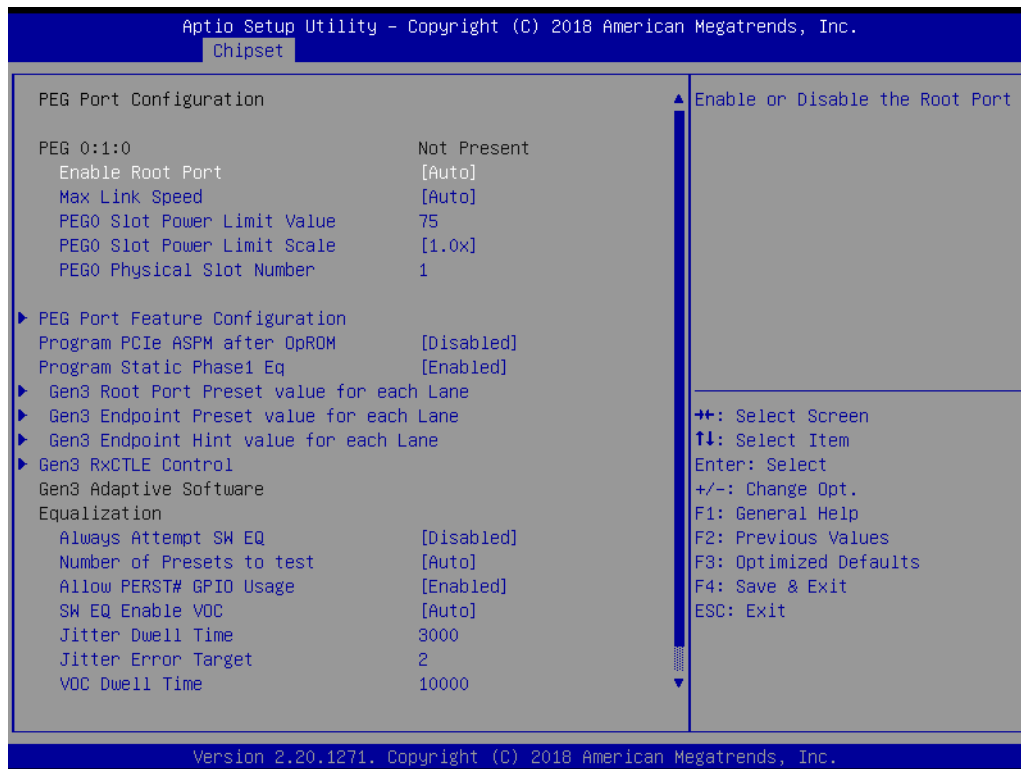 Aptio Setup Utility – Copyright (C) 2018 American Megatrends, Inc.
Chipset
PEG Port Configuration
PEG 0:1:0 Not Present
Enable Root Port [Auto]
Max Link Speed [Auto]
PEG0 Slot Power Limit Value 75
PEG0 Slot Power Limit Scale [1.0x]
PEG0 Physical Slot Number 1
PEG Port Feature Configuration
Program PCIe ASPM after OpROM [Disabled]
Program Static Phase1 Eq [Enabled]
Gen3 Root Port Preset value for each Lane
Gen3 Endpoint Preset value for each Lane
Gen3 Endpoint Hint value for each Lane
Gen3 RxCTLE Control
Gen3 Adaptive Software
Equalization
Always Attempt SW EQ [Disabled]
Number of Presets to test [Auto]
Allow PERST# GPIO Usage [Enabled]
SW EQ Enable VOC [Auto]
Jitter Dwell Time 3000
Jitter Error Target 2
VOC Dwell Time 10000
Enable or Disable the Root Port
→←: Select Screen
↑↓: Select Item
Enter: Select
+/-: Change Opt.
F1: General Help
F2: Previous Values
F3: Optimized Defaults
F4: Save & Exit
ESC: Exit
Version 2.20.1271. Copyright (C) 2018 American Megatrends, Inc.